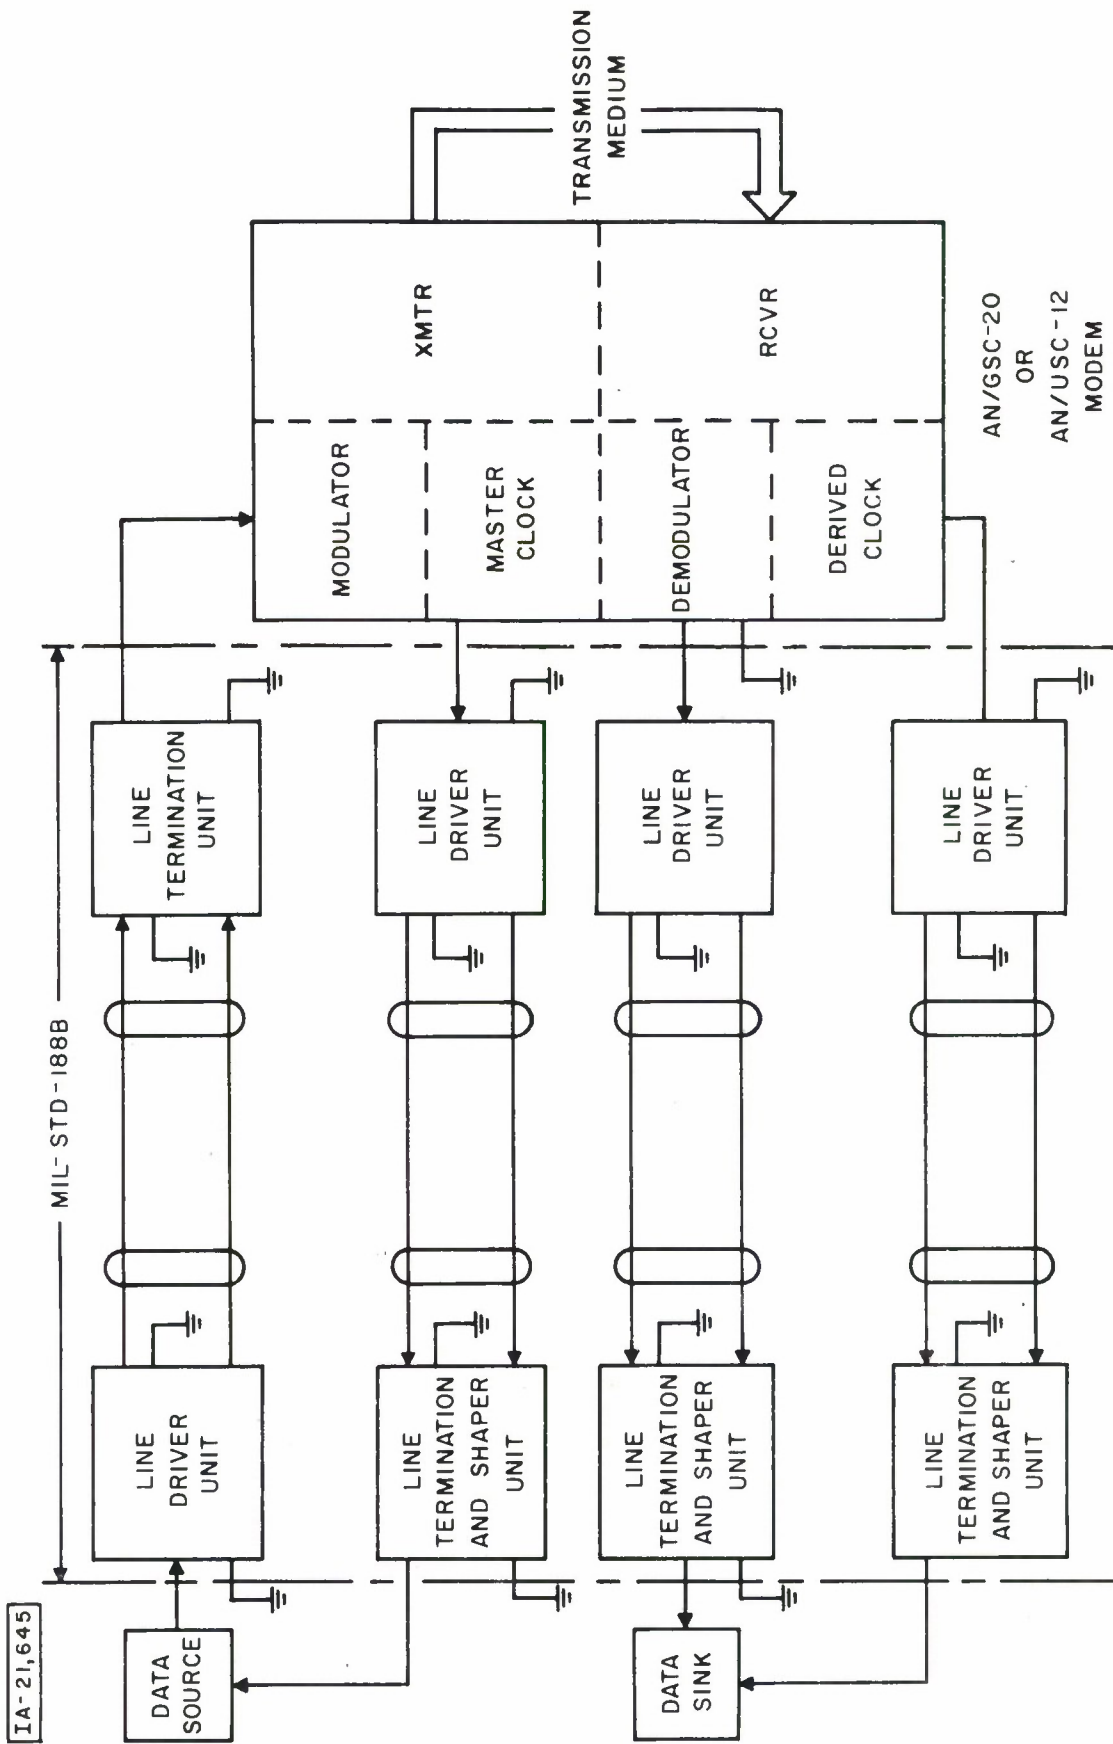 IA-21,645
MIL-STD-188B
DATA
SOURCE
LINE
DRIVER
UNIT
LINE
TERMINATION
UNIT
MODULATOR
XMTR
TRANSMISSION
MEDIUM
LINE
TERMINATION
AND SHAPER
UNIT
LINE
DRIVER
UNIT
MASTER
CLOCK
DATA
SINK
LINE
TERMINATION
AND SHAPER
UNIT
LINE
DRIVER
UNIT
DEMODULATOR
RCVR
LINE
TERMINATION
AND SHAPER
UNIT
LINE
DRIVER
UNIT
DERIVED
CLOCK
AN/GSC-20
OR
AN/USC-12
MODEM